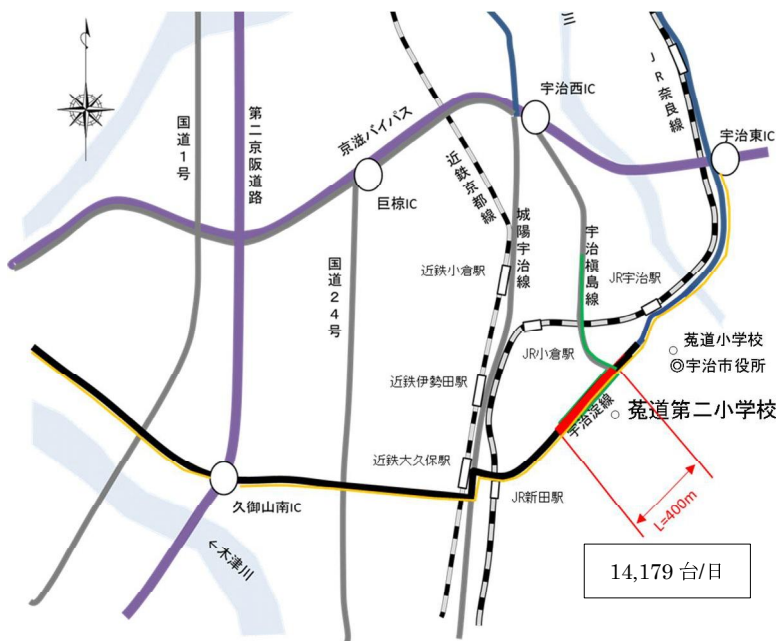 三
JR奈良線
宇治西IC
宇治東IC
国道1号
第二京阪道路
京滋バイパス
近鉄京都線
巨椋IC
城陽宇治線
宇治槇島線
国道24号
近鉄小倉駅
JR宇治駅
JR小倉駅
菟道小学校
◎宇治市役所
近鉄伊勢田駅
宇治淀線
菟道第二小学校
近鉄大久保駅
JR新田駅
久御山南IC
L=400m
←木津川
14,179 台/日